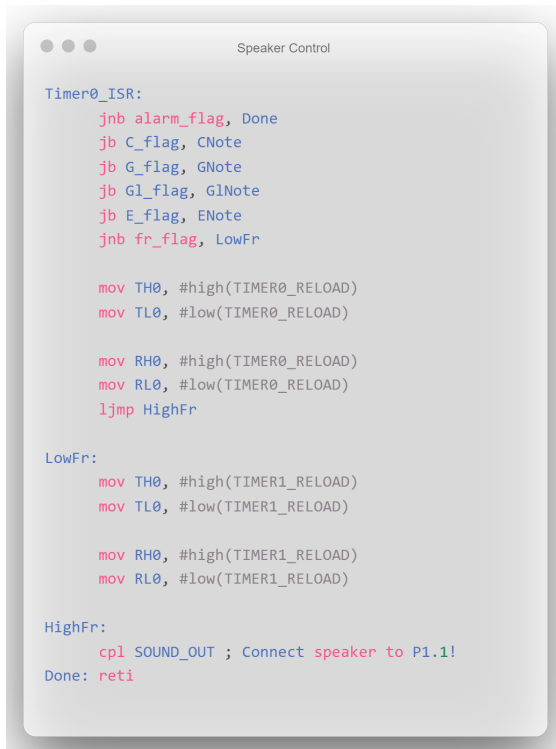 Speaker Control
Timer0_ISR:
jnb alarm_flag, Done
jb C_flag, CNote
jb G_flag, GNote
jb Gl_flag, GlNote
jb E_flag, ENote
jnb fr_flag, LowFr
mov TH0, #high(TIMER0_RELOAD)
mov TL0, #low(TIMER0_RELOAD)
mov RH0, #high(TIMER0_RELOAD)
mov RL0, #low(TIMER0_RELOAD)
ljmp HighFr
LowFr:
mov TH0, #high(TIMER1_RELOAD)
mov TL0, #low(TIMER1_RELOAD)
mov RH0, #high(TIMER1_RELOAD)
mov RL0, #low(TIMER1_RELOAD)
HighFr:
cpl SOUND_OUT ; Connect speaker to P1.1!
Done: reti